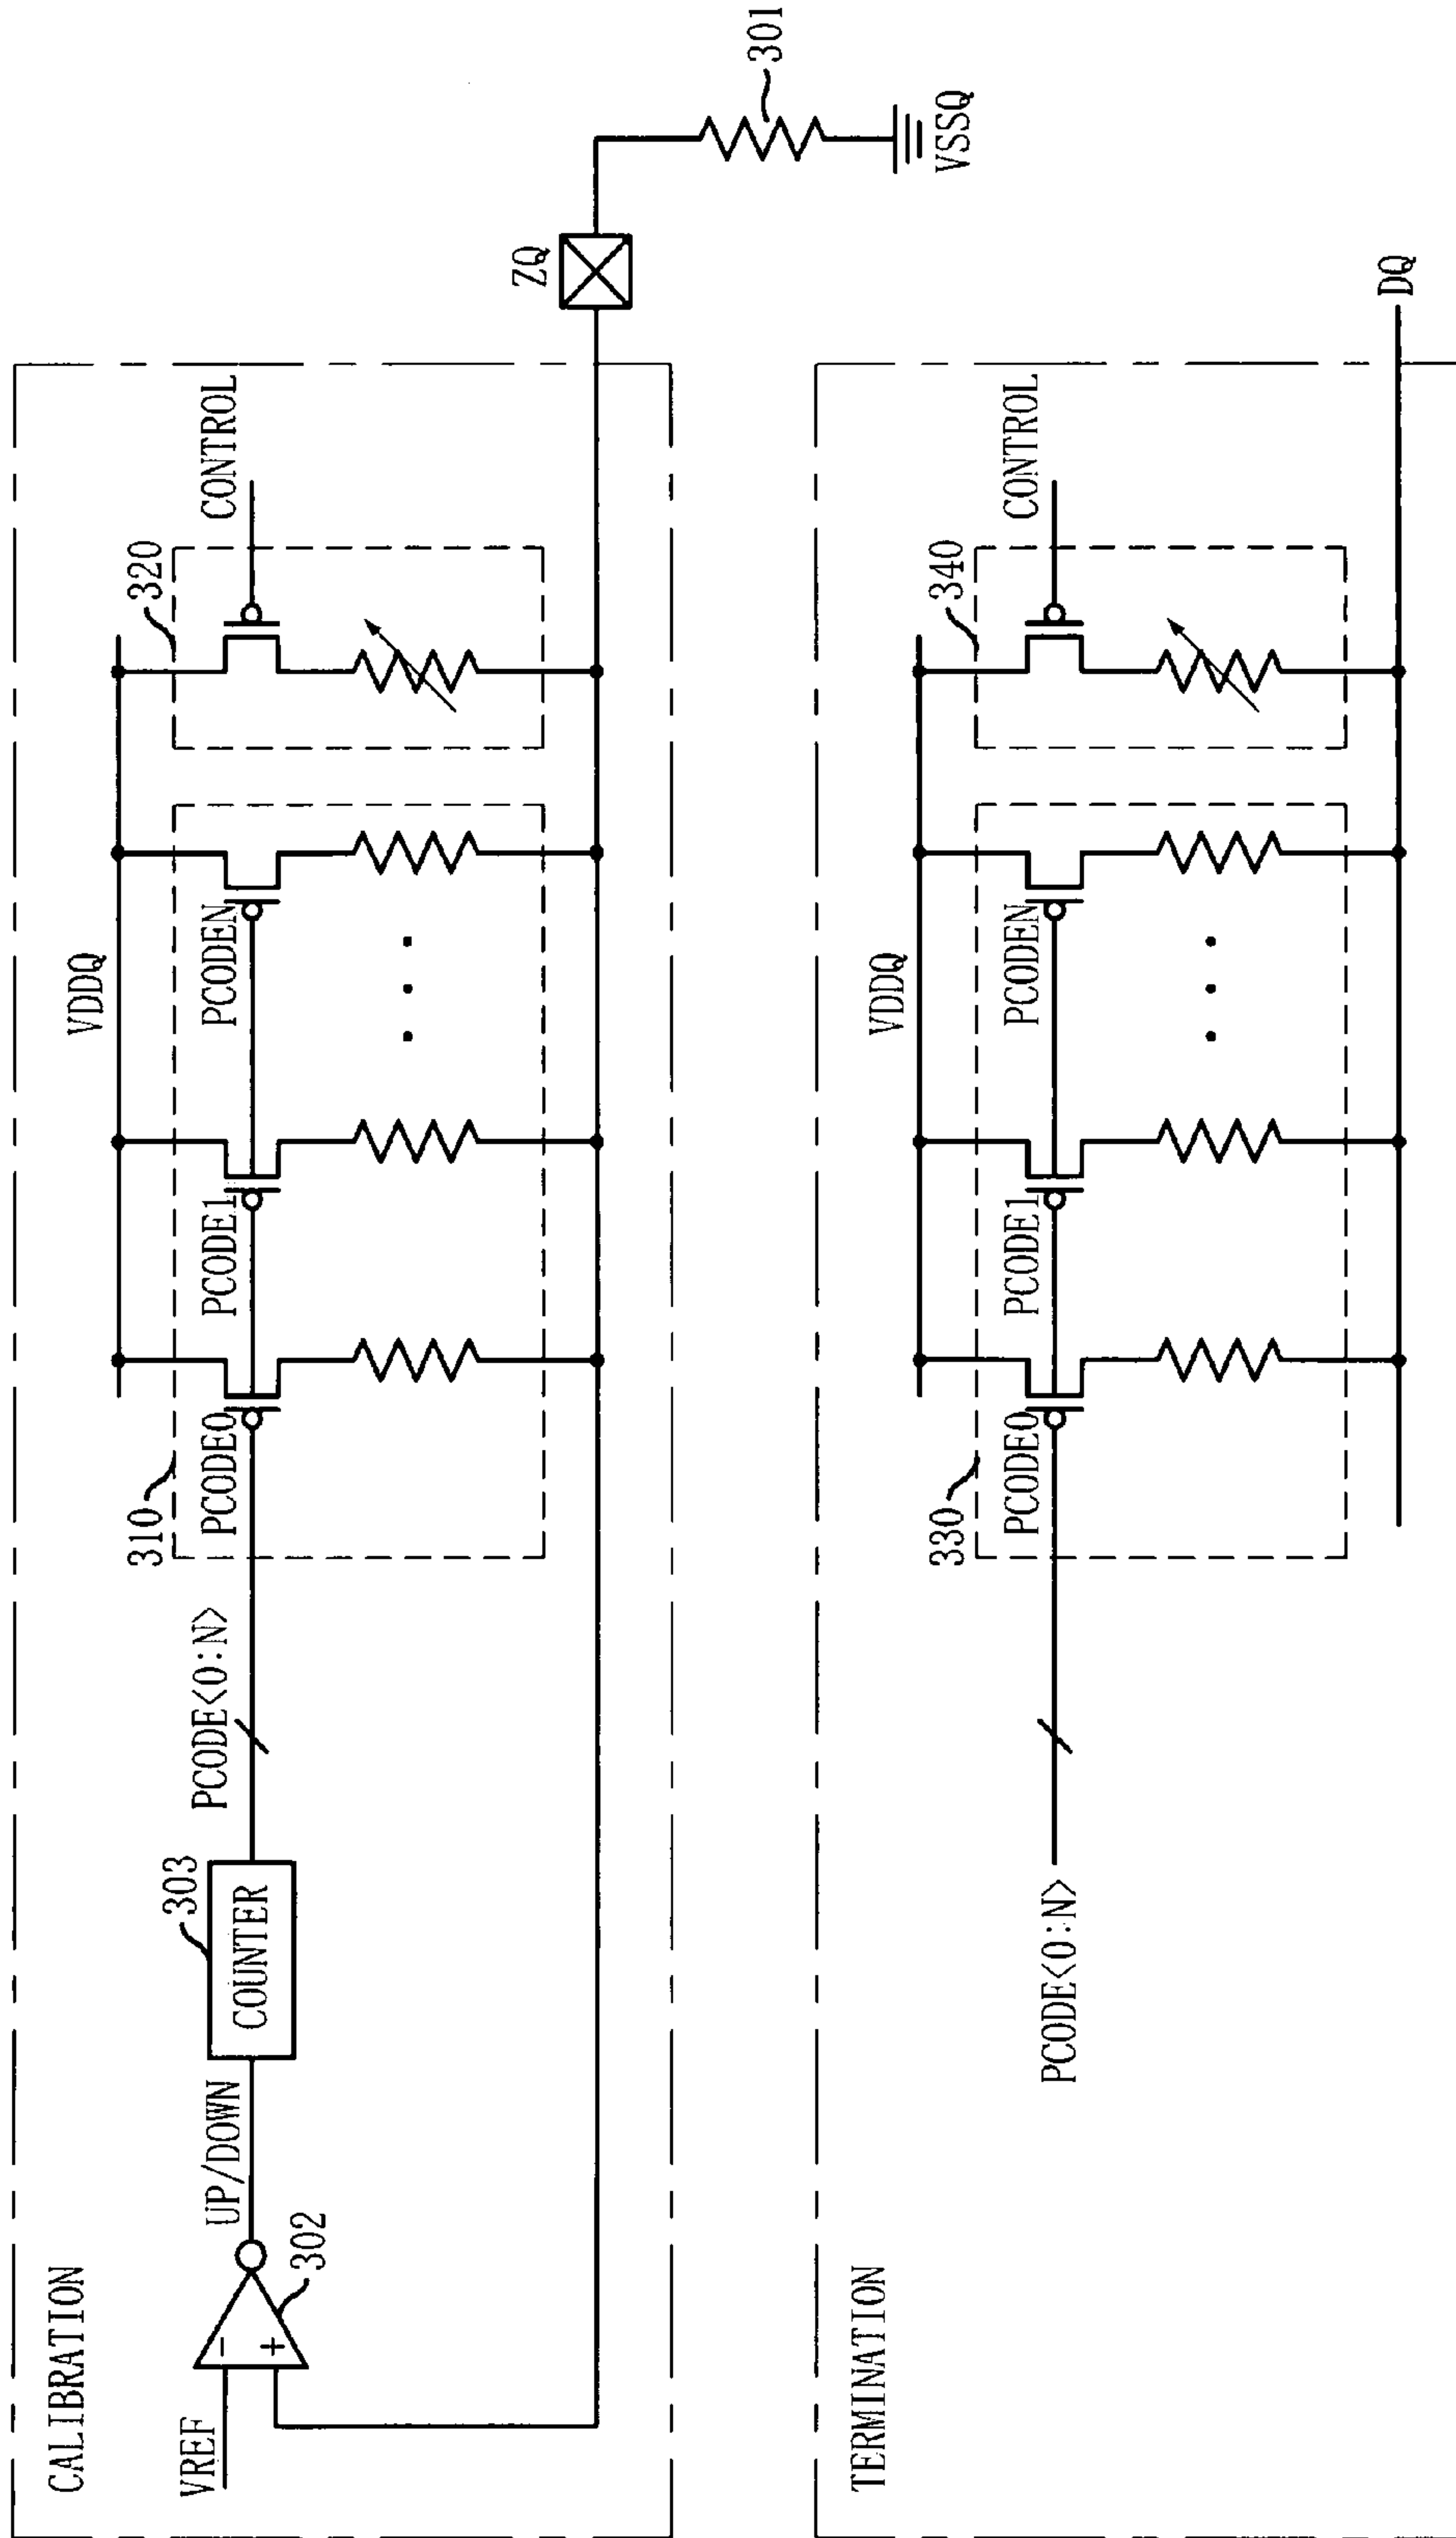 CALIBRATION
VREF
-
+
302
UP/DOWN
303
COUNTER
PCODE<0:N>
310
PCODE0
PCODE1
PCODEN
VDDQ
320
CONTROL
ZQ
301
VSSQ
TERMINATION
PCODE<0:N>
330
PCODE0
PCODE1
PCODEN
VDDQ
340
CONTROL
DQ